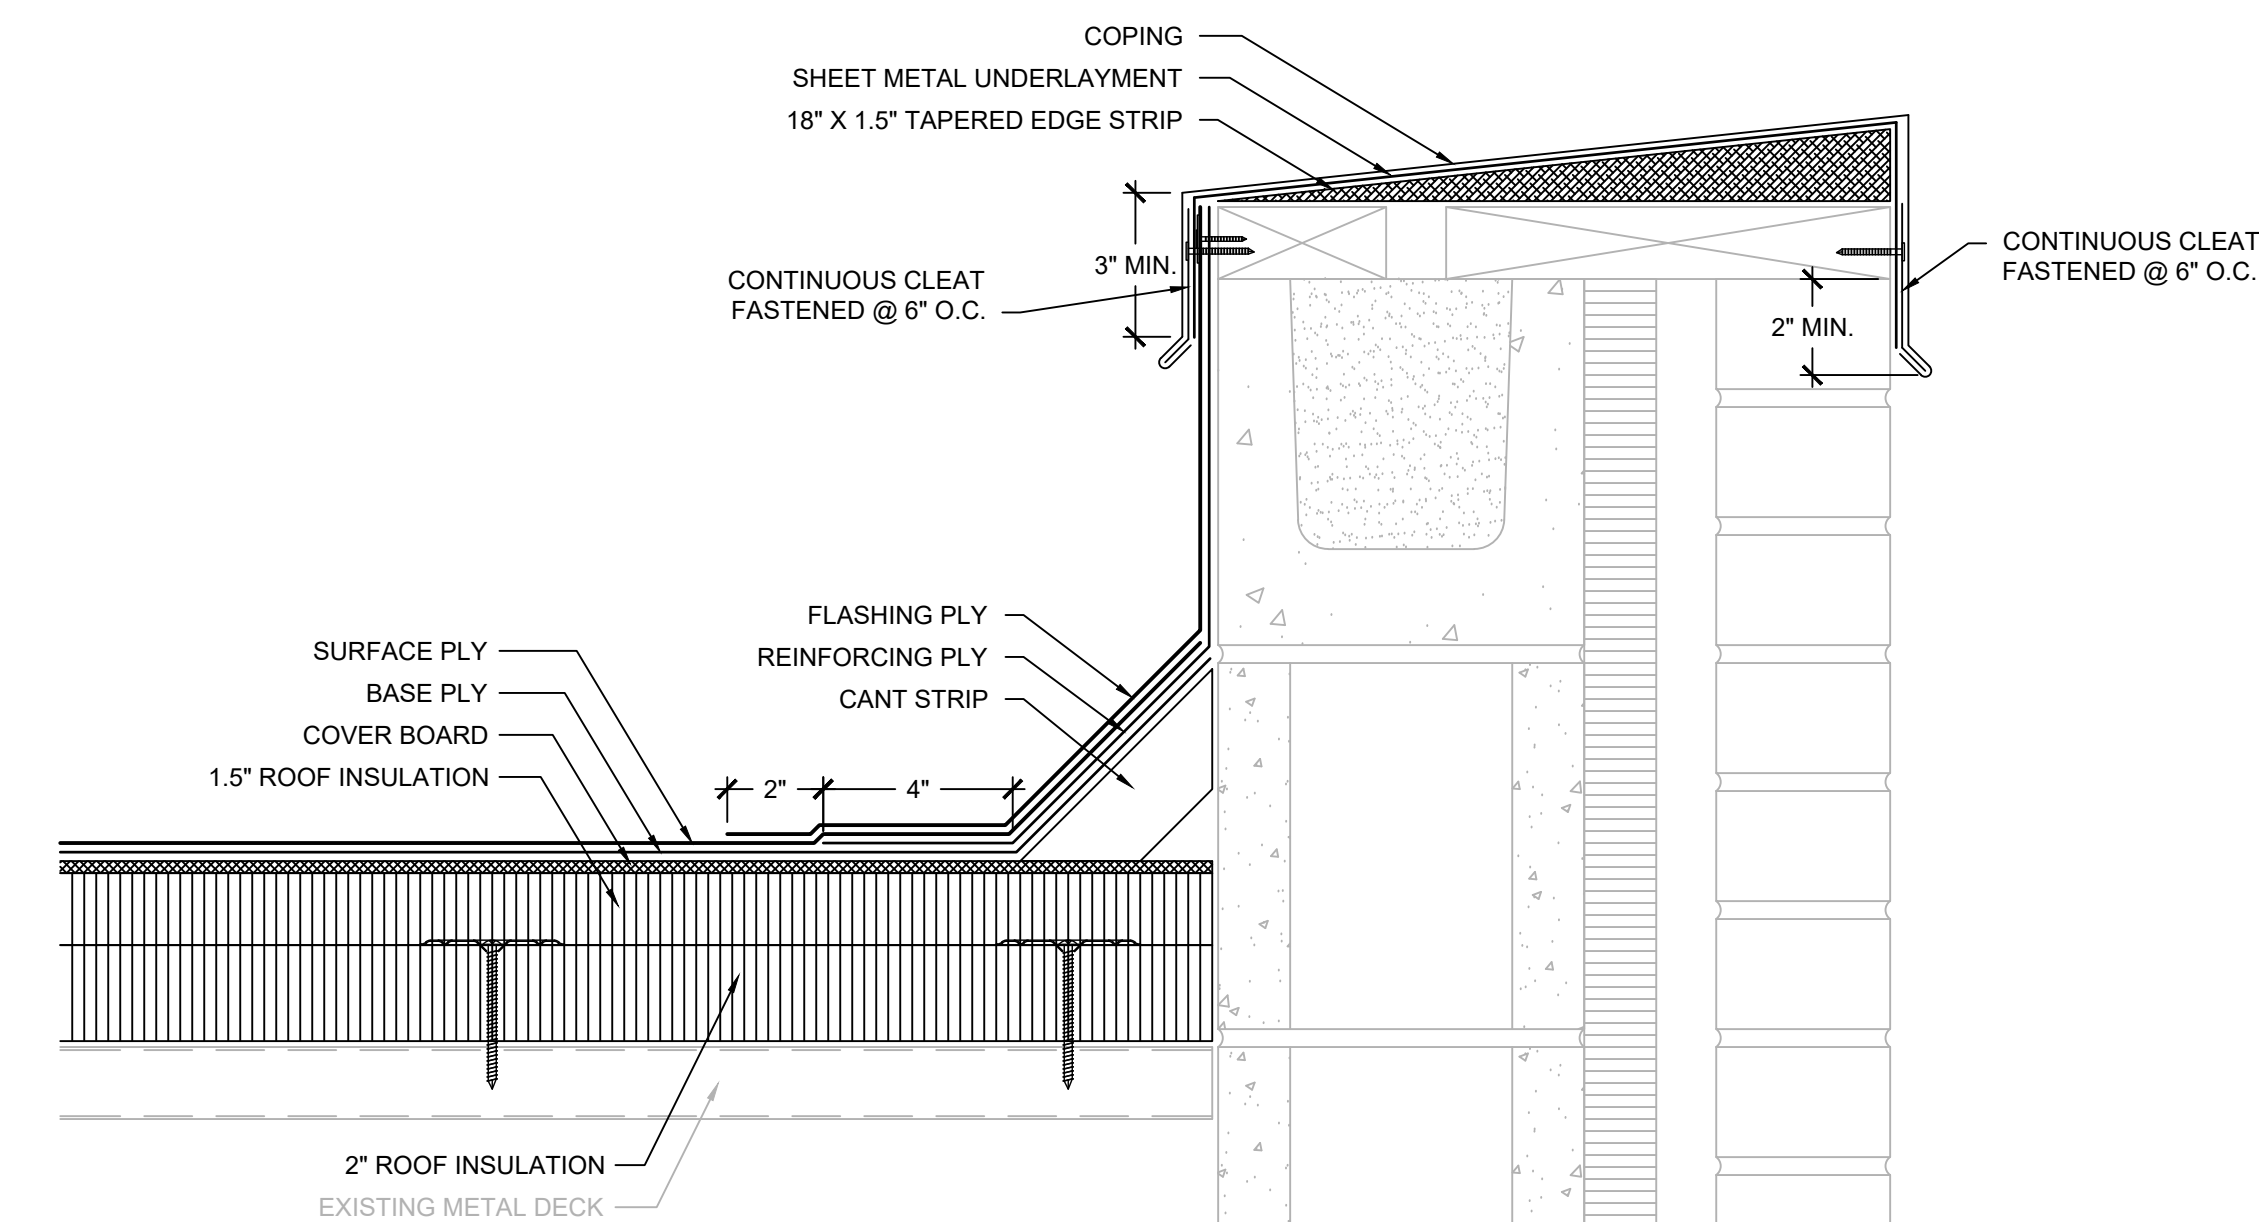 COPING
SHEET METAL UNDERLAYMENT
18" X 1.5" TAPERED EDGE STRIP
CONTINUOUS CLEAT
FASTENED @ 6" O.C.
3" MIN.
CONTINUOUS CLEAT
FASTENED @ 6" O.C.
2" MIN.
FLASHING PLY
REINFORCING PLY
CANT STRIP
SURFACE PLY
BASE PLY
COVER BOARD
1.5" ROOF INSULATION
2"
4"
2" ROOF INSULATION
EXISTING METAL DECK